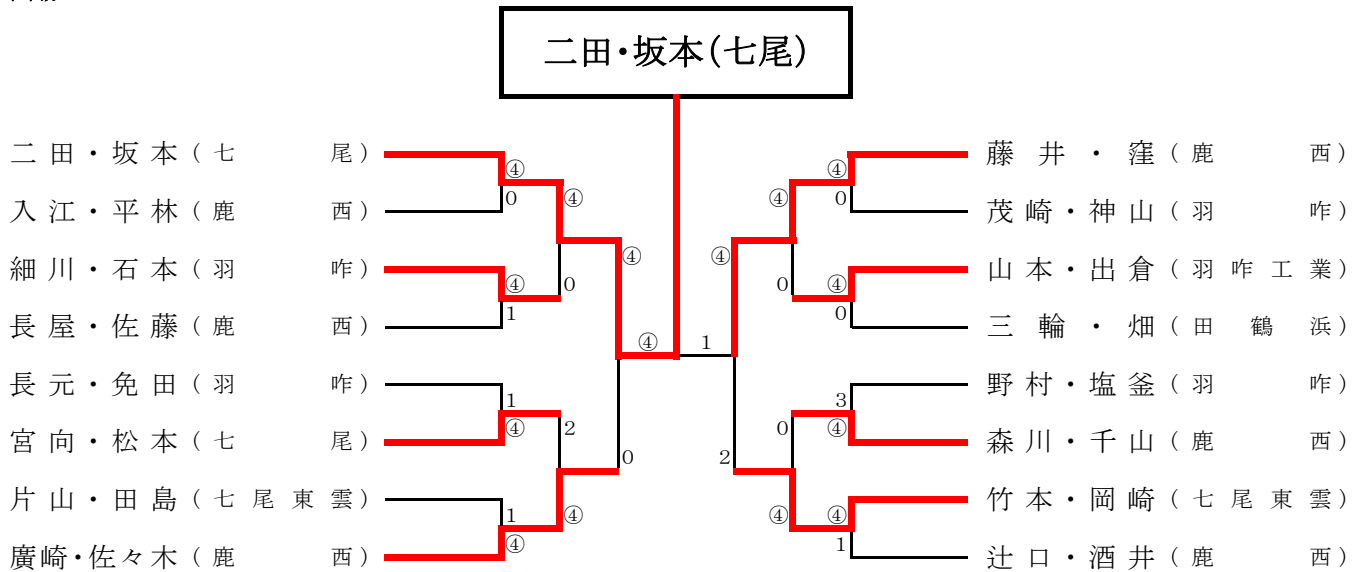 二田・坂本(七尾)
二田・坂本（七尾） 藤井・窪（鹿西）
④ ④
0 ④ ④ 0
入江・平林（鹿西） 茂崎・神山（羽咋）
細川・石本（羽咋） ④ ④ 山本・出倉（羽咋工業）
④ 0 0 ④
1 0
長屋・佐藤（鹿西） 三輪・畑（田鶴浜）
④ 1
長元・免田（羽咋） 野村・塩釜（羽咋）
1 3
④ 2 0 ④
宮向・松本（七尾） 森川・千山（鹿西）
0 2
片山・田島（七尾東雲） 竹本・岡崎（七尾東雲）
1 ④ ④ ④
④ 1
廣崎・佐々木（鹿西） 辻口・酒井（鹿西）